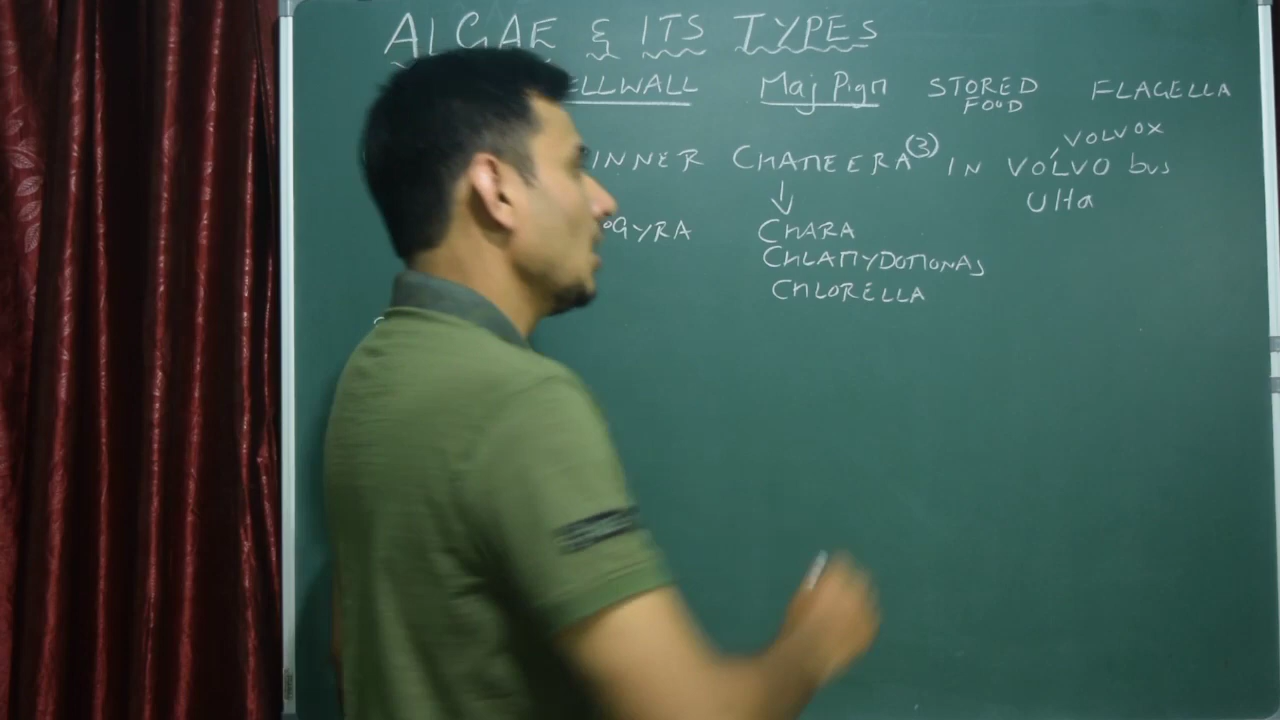 ALGAE & ITS TYPES
ELLWALL Maj Pign STORED FOOD FLAGELLA
VOLVOX
INNER CHAMEERA (3) IN VOLVO bus
Ulta
OGYRA CHARA
CHLAMYDOMONAS
CHLORELLA